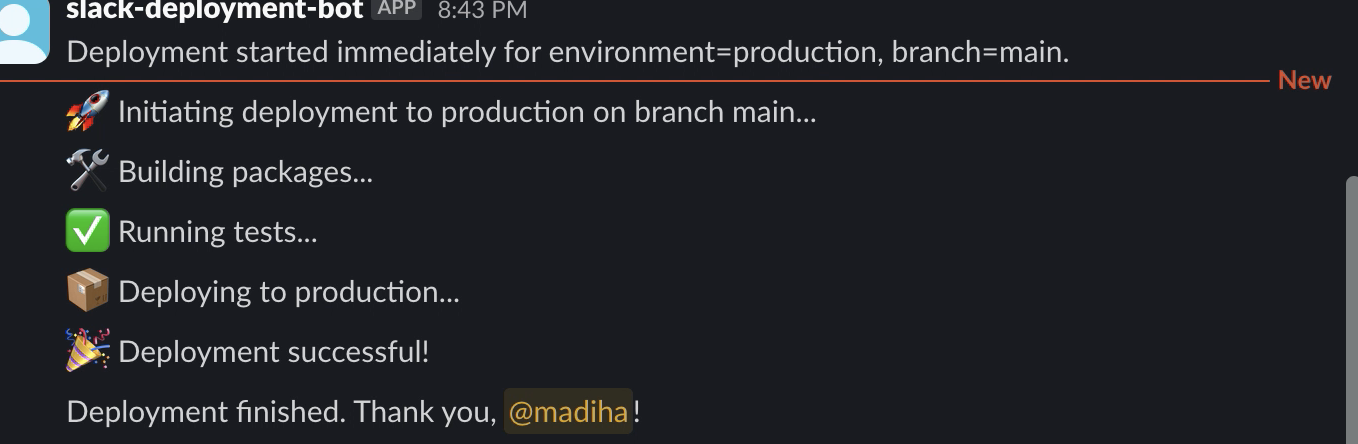 slack-deployment-bot APP 8:43 PM
Deployment started immediately for environment=production, branch=main.
New
Initiating deployment to production on branch main...
Building packages...
Running tests...
Deploying to production...
Deployment successful!
Deployment finished. Thank you, @madiha!